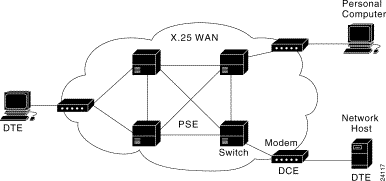 Personal
Computer
X.25 WAN
DTE
PSE
Switch
Modem
DCE
Network
Host
DTE
24117